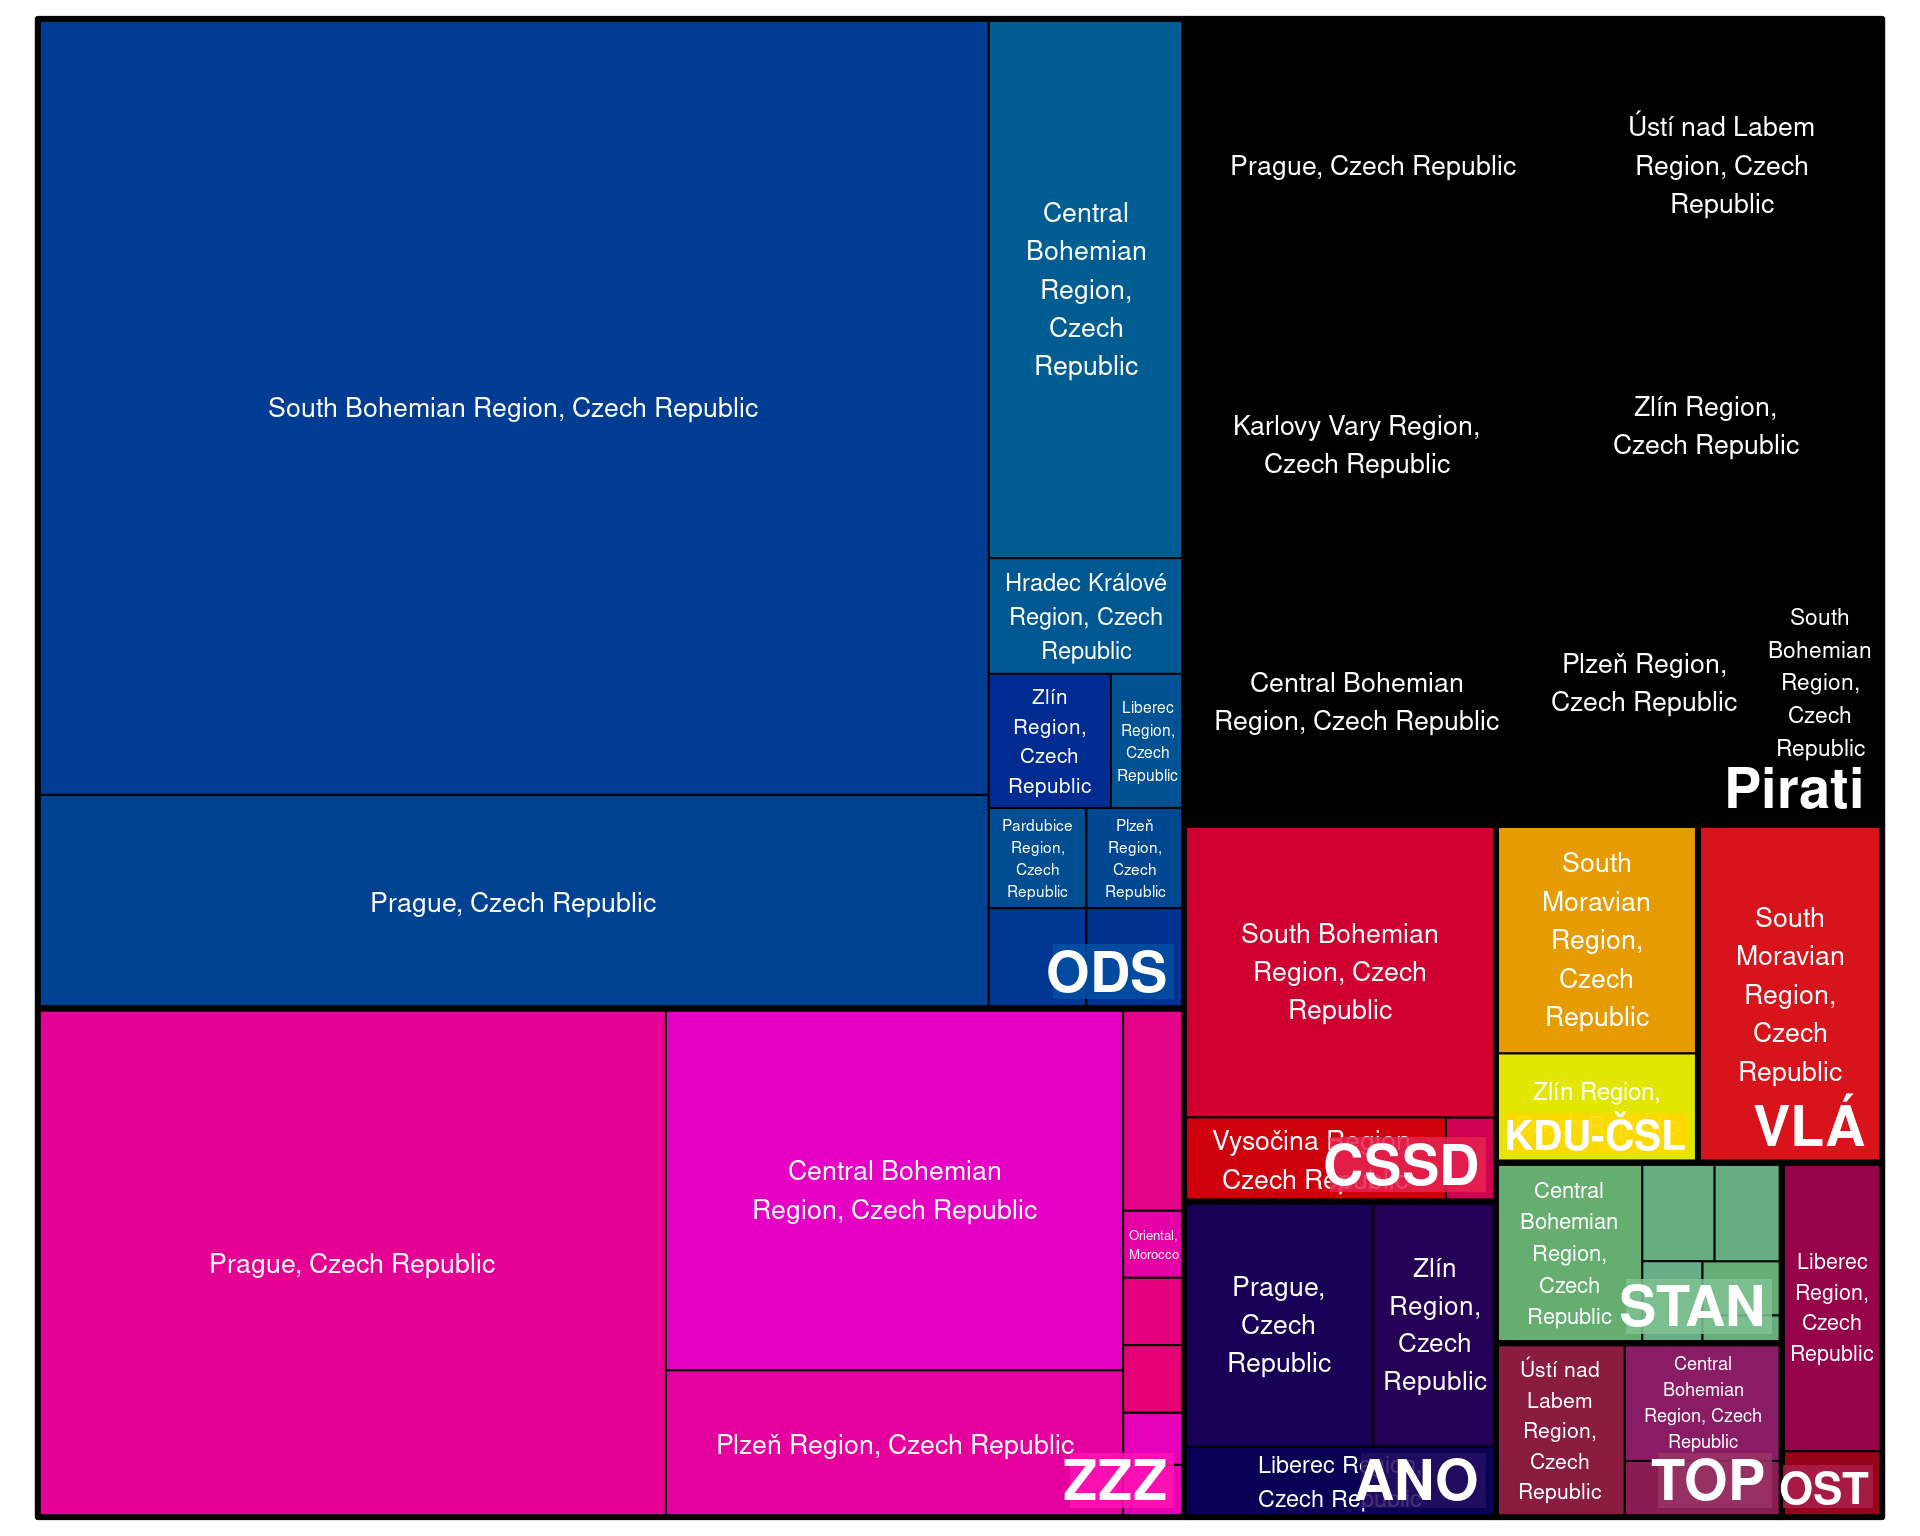 South Bohemian Region, Czech Republic
Prague, Czech Republic
Central
Bohemian
Region,
Czech
Republic
Hradec Králové
Region, Czech
Republic
Zlín
Region,
Czech
Republic
Liberec
Region,
Czech
Republic
Pardubice
Region,
Czech
Republic
Plzeň
Region,
Czech
Republic
ODS
Prague, Czech Republic
Central Bohemian
Region, Czech Republic
Plzeň Region, Czech Republic
Oriental,
Morocco
ZZZ
Prague, Czech Republic
Ústí nad Labem
Region, Czech
Republic
Karlovy Vary Region,
Czech Republic
Zlín Region,
Czech Republic
Central Bohemian
Region, Czech Republic
Plzeň Region,
Czech Republic
South
Bohemian
Region,
Czech
Republic
Pirati
South Bohemian
Region, Czech
Republic
Vysočina Region,
Czech Republic
CSSD
South
Moravian
Region,
Czech
Republic
Zlín Region,
KDU-ČSL
South
Moravian
Region,
Czech
Republic
VLÁ
Prague,
Czech
Republic
Zlín
Region,
Czech
Republic
Liberec Region,
Czech Republic
ANO
Central
Bohemian
Region,
Czech
Republic
STAN
Ústí nad
Labem
Region,
Czech
Republic
Central
Bohemian
Region, Czech
Republic
TOP
Liberec
Region,
Czech
Republic
OST